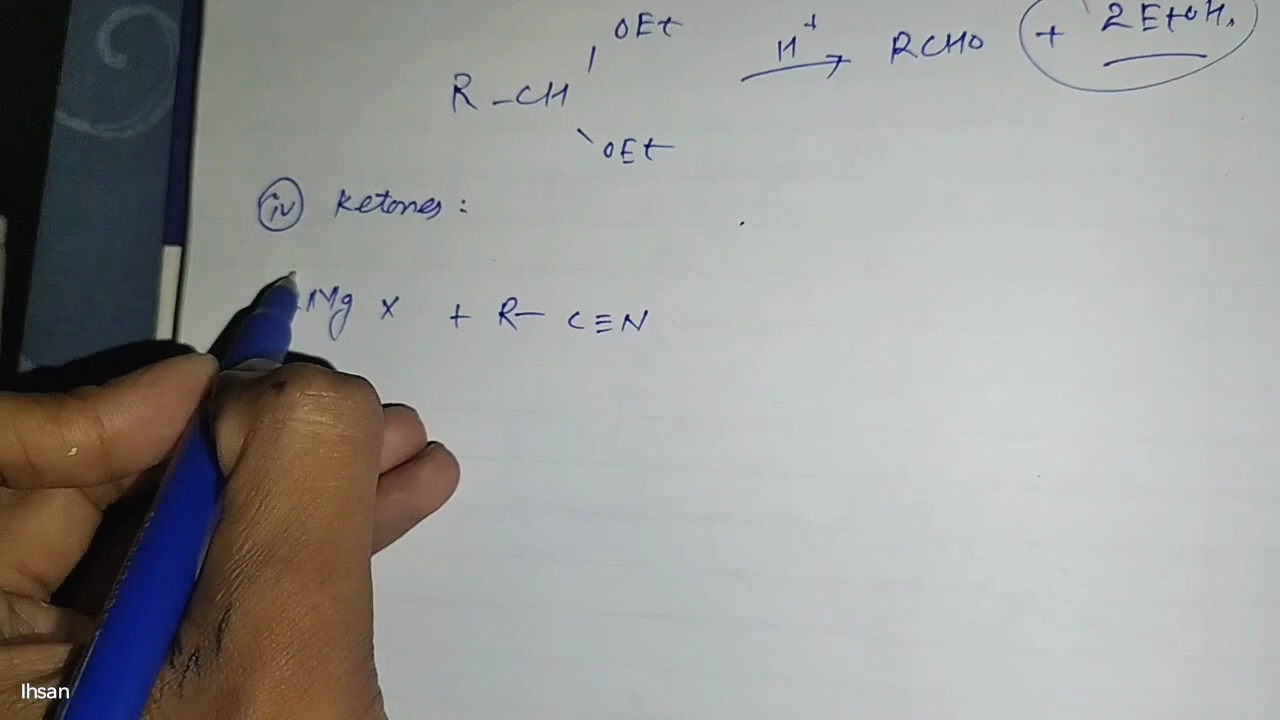 OEt
R-CH H+ → RCHO + 2EtOH.
OEt
iv Ketones:
Mg X + R- C≡N
Ihsan